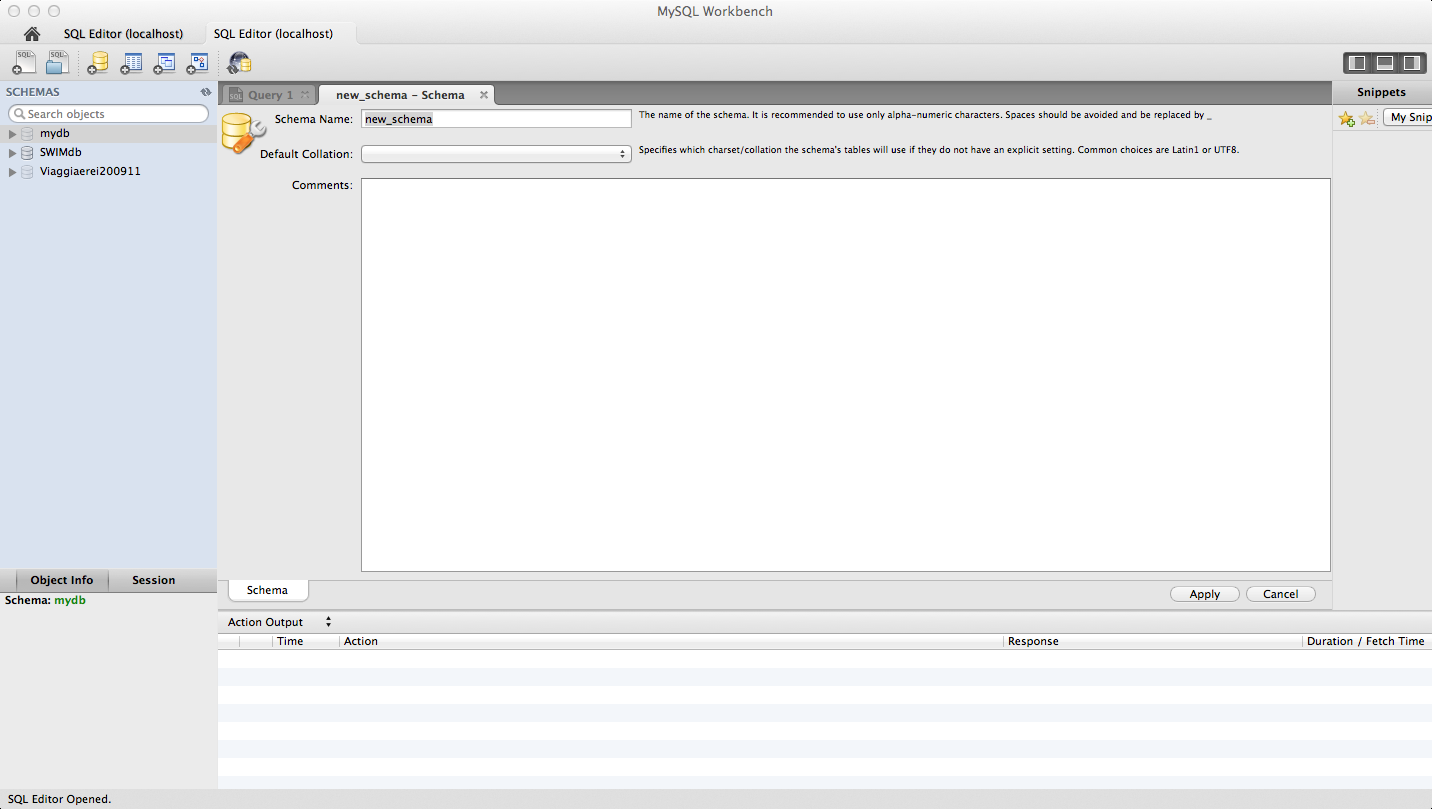 MySQL Workbench
SQL Editor (localhost) SQL Editor (localhost)
SQL SQL
SCHEMAS
Search objects
mydb
SWIMdb
Viaggiaerei200911
SQL Query 1 new_schema – Schema
Schema Name: new_schema The name of the schema. It is recommended to use only alpha-numeric characters. Spaces should be avoided and be replaced by _
Default Collation: Specifies which charset/collation the schema's tables will use if they do not have an explicit setting. Common choices are Latin1 or UTF8.
Comments:
Snippets
My Snip
Schema
Apply Cancel
Object Info Session
Schema: mydb
Action Output
Time Action Response Duration / Fetch Time
SQL Editor Opened.